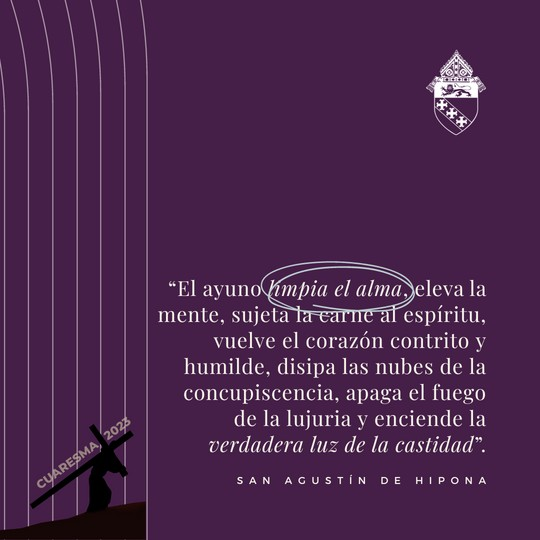 “El ayuno limpia el alma, eleva la
mente, sujeta la carne al espíritu,
vuelve el corazón contrito y
humilde, disipa las nubes de la
concupiscencia, apaga el fuego
de la lujuria y enciende la
verdadera luz de la castidad”.
SAN AGUSTÍN DE HIPONA
CUARESMA 2023